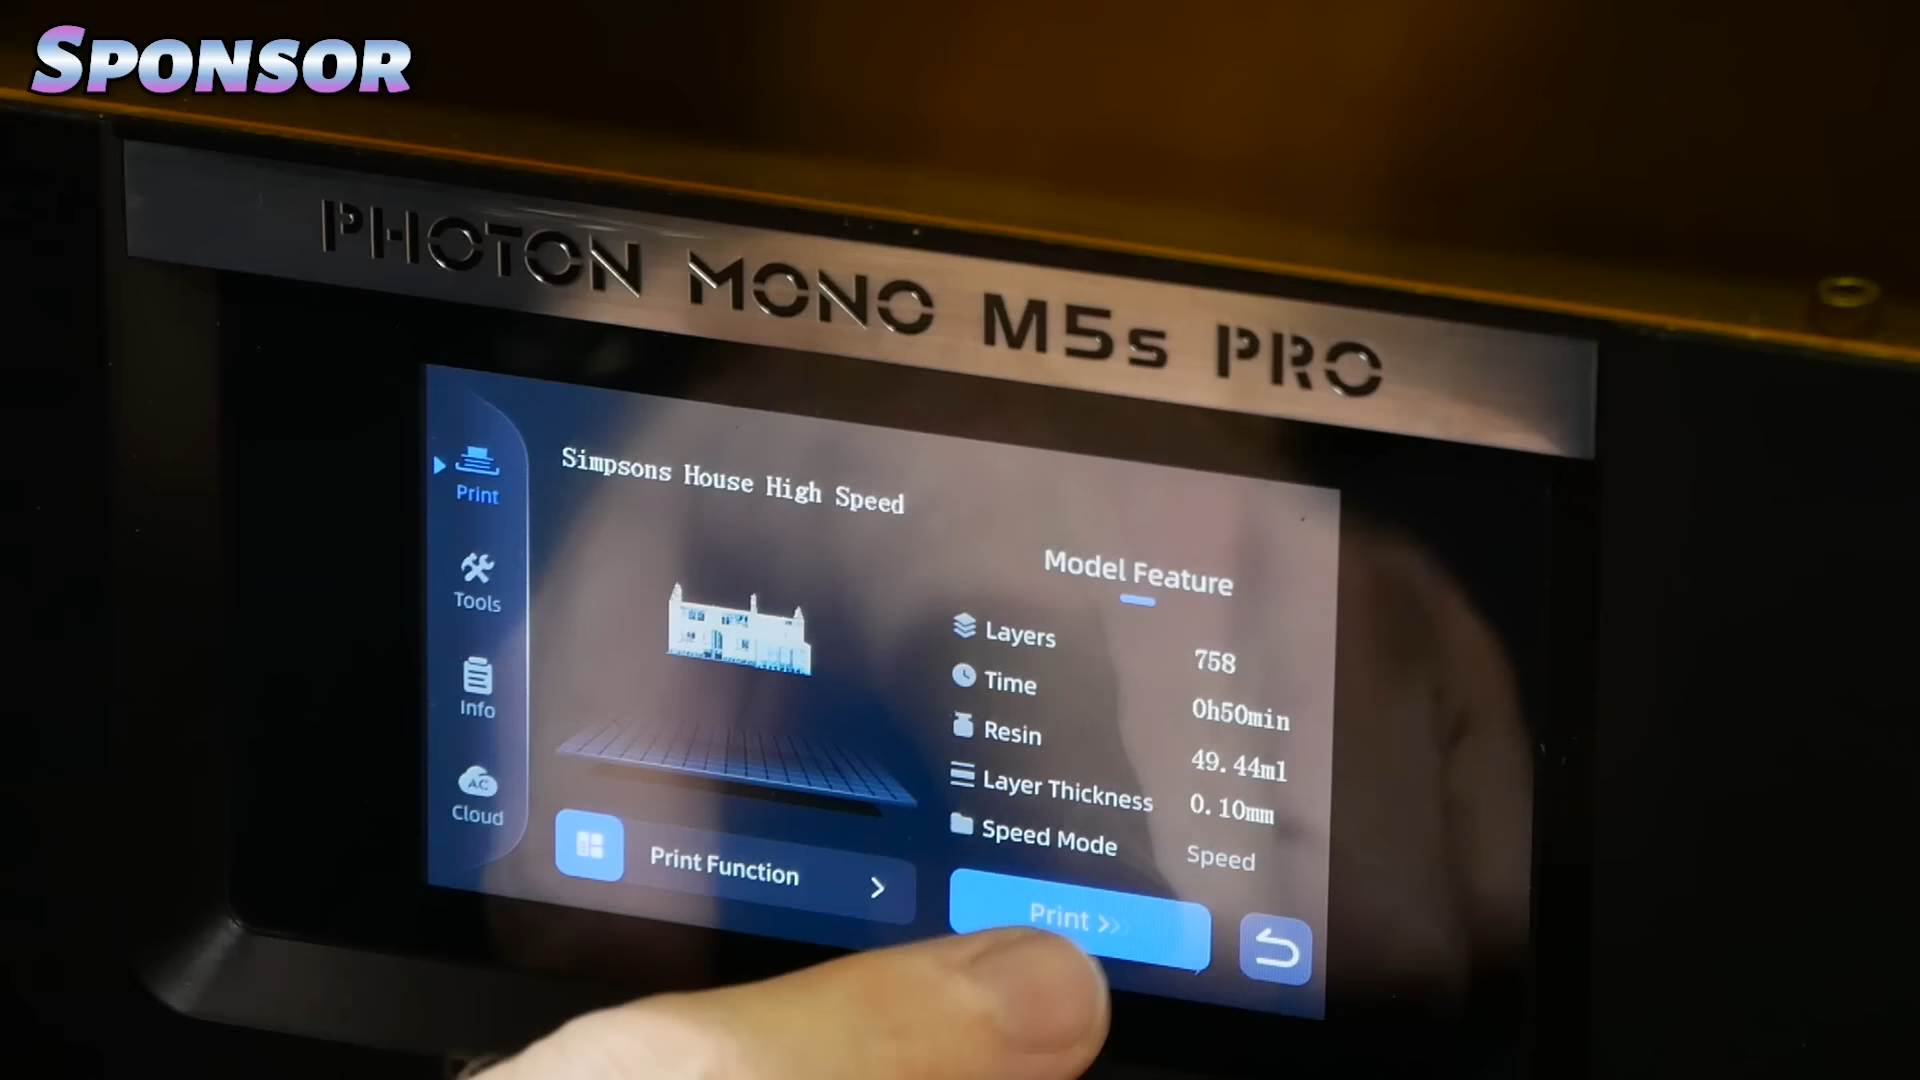 SPONSOR
PHOTON MONO M5s PRO
Simpsons House High Speed
Print
Tools
Info
AC
Cloud
Model Feature
Layers 758
Time 0h50min
Resin 49.44ml
Layer Thickness 0.10mm
Speed Mode Speed
Print Function
Print